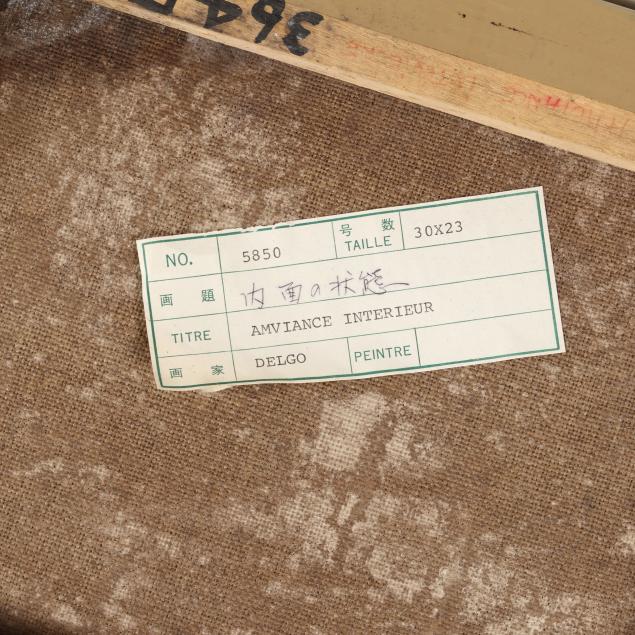 364
NO. 5850 号数 TAILLE 30X23
画題 内面の状態
TITRE AMVIANCE INTERIEUR
画家 DELGO PEINTRE